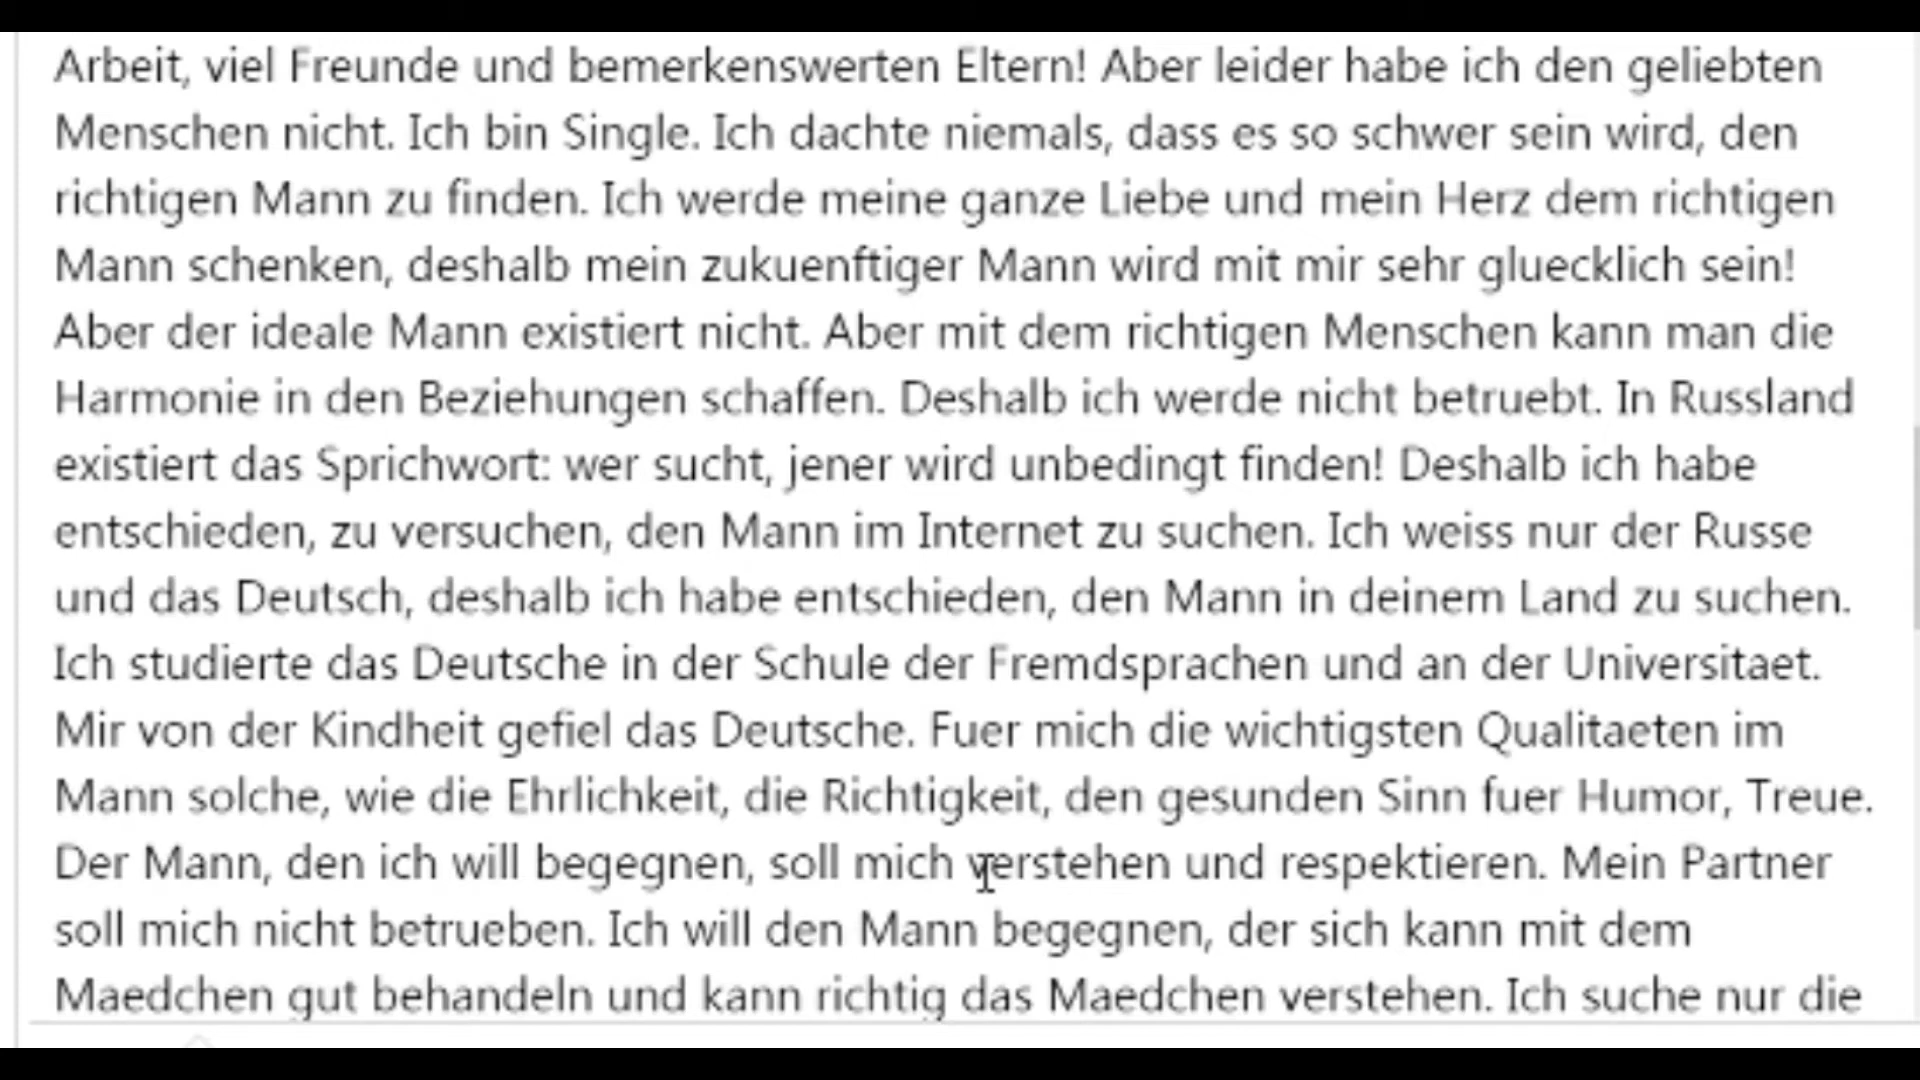 Arbeit, viel Freunde und bemerkenswerten Eltern! Aber leider habe ich den geliebten
Menschen nicht. Ich bin Single. Ich dachte niemals, dass es so schwer sein wird, den
richtigen Mann zu finden. Ich werde meine ganze Liebe und mein Herz dem richtigen
Mann schenken, deshalb mein zukuenftiger Mann wird mit mir sehr gluecklich sein!
Aber der ideale Mann existiert nicht. Aber mit dem richtigen Menschen kann man die
Harmonie in den Beziehungen schaffen. Deshalb ich werde nicht betruebt. In Russland
existiert das Sprichwort: wer sucht, jener wird unbedingt finden! Deshalb ich habe
entschieden, zu versuchen, den Mann im Internet zu suchen. Ich weiss nur der Russe
und das Deutsch, deshalb ich habe entschieden, den Mann in deinem Land zu suchen.
Ich studierte das Deutsche in der Schule der Fremdsprachen und an der Universitaet.
Mir von der Kindheit gefiel das Deutsche. Fuer mich die wichtigsten Qualitaeten im
Mann solche, wie die Ehrlichkeit, die Richtigkeit, den gesunden Sinn fuer Humor, Treue.
Der Mann, den ich will begegnen, soll mich verstehen und respektieren. Mein Partner
soll mich nicht betrueben. Ich will den Mann begegnen, der sich kann mit dem
Maedchen gut behandeln und kann richtig das Maedchen verstehen. Ich suche nur die